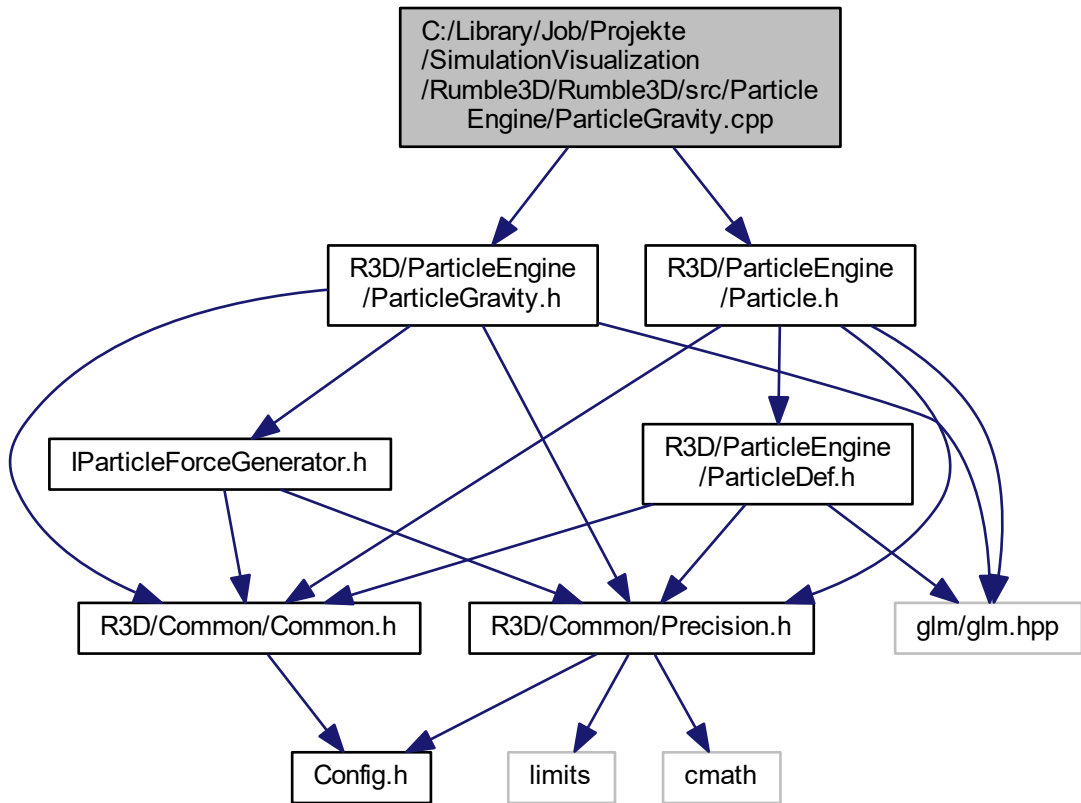 C:/Library/Job/Projekte
/SimulationVisualization
/Rumble3D/Rumble3D/src/Particle
Engine/ParticleGravity.cpp
R3D/ParticleEngine
/ParticleGravity.h
R3D/ParticleEngine
/Particle.h
IParticleForceGenerator.h
R3D/ParticleEngine
/ParticleDef.h
R3D/Common/Common.h
R3D/Common/Precision.h
glm/glm.hpp
Config.h
limits
cmath